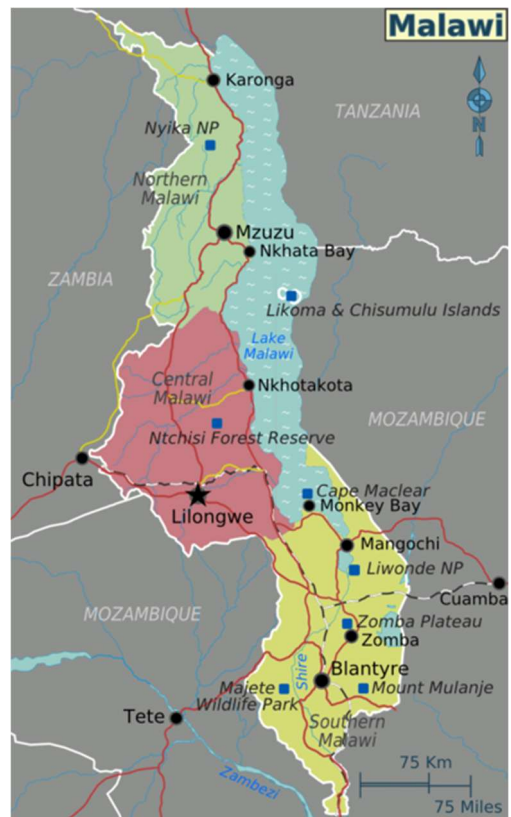 Malawi
Karonga
TANZANIA
N
Nyika NP
Northern
Malawi
Mzuzu
Nkhata Bay
ZAMBIA
Likoma & Chisumulu Islands
Lake
Malawi
Central
Malawi
Nkhotakota
MOZAMBIQUE
Ntchisi Forest Reserve
Chipata
Cape Maclear
Monkey Bay
Lilongwe
Mangochi
Liwonde NP
Cuamba
MOZAMBIQUE
Zomba Plateau
Zomba
Blantyre
Shire
Majete
Wildlife Park
Mount Mulanje
Tete
Southern
Malawi
Zambezi
75 Km
75 Miles